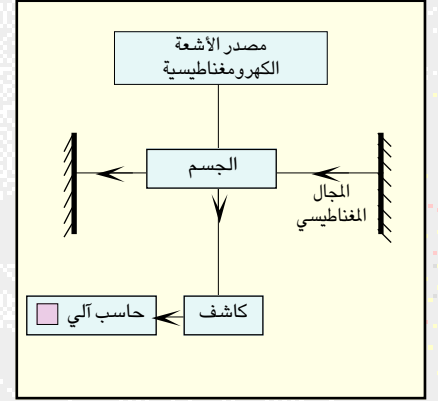 مصدر الأشعة
الكهرومغناطيسية
الجسم
المجال
المغناطيسي
كاشف
حاسب آلي